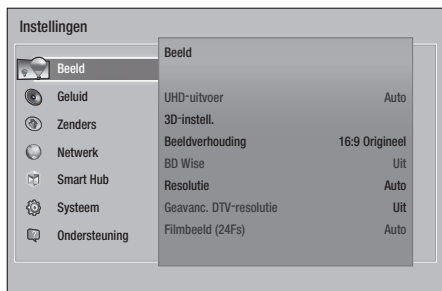 Instellingen
Beeld
Geluid
Zenders
Netwerk
Smart Hub
Systeem
Ondersteuning
Beeld
UHD-uitvoer Auto
3D-instell.
Beeldverhouding 16:9 Origineel
BD Wise Uit
Resolutie Auto
Geavanc. DTV-resolutie Uit
Filmbeeld (24Fs) Auto